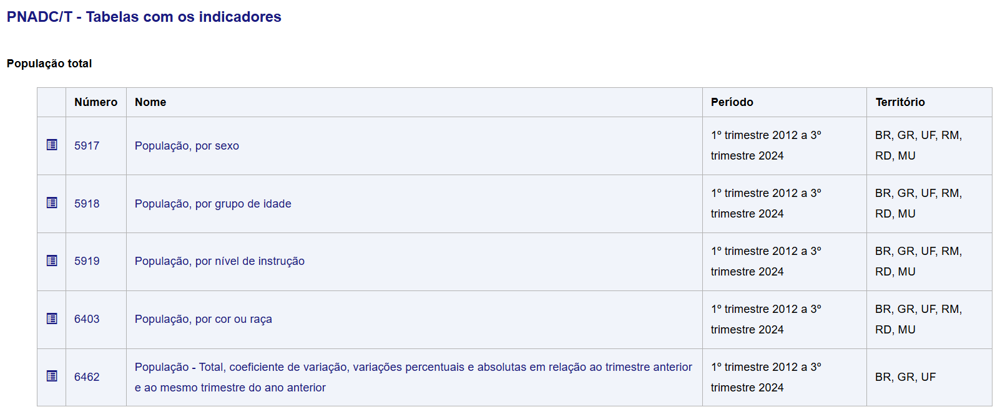 PNADC/T - Tabelas com os indicadores
População total
Número Nome Período Território
5917 População, por sexo 1º trimestre 2012 a 3º trimestre 2024 BR, GR, UF, RM, RD, MU
5918 População, por grupo de idade 1º trimestre 2012 a 3º trimestre 2024 BR, GR, UF, RM, RD, MU
5919 População, por nível de instrução 1º trimestre 2012 a 3º trimestre 2024 BR, GR, UF, RM, RD, MU
6403 População, por cor ou raça 1º trimestre 2012 a 3º trimestre 2024 BR, GR, UF, RM, RD, MU
6462 População - Total, coeficiente de variação, variações percentuais e absolutas em relação ao trimestre anterior e ao mesmo trimestre do ano anterior 1º trimestre 2012 a 3º trimestre 2024 BR, GR, UF